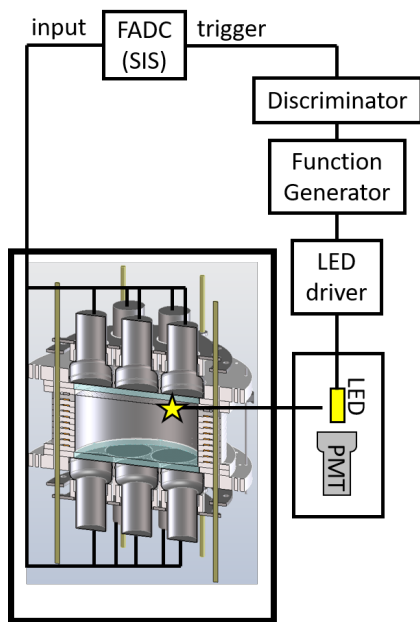 input
FADC
(SIS)
trigger
Discriminator
Function
Generator
LED
driver
LED
PMT